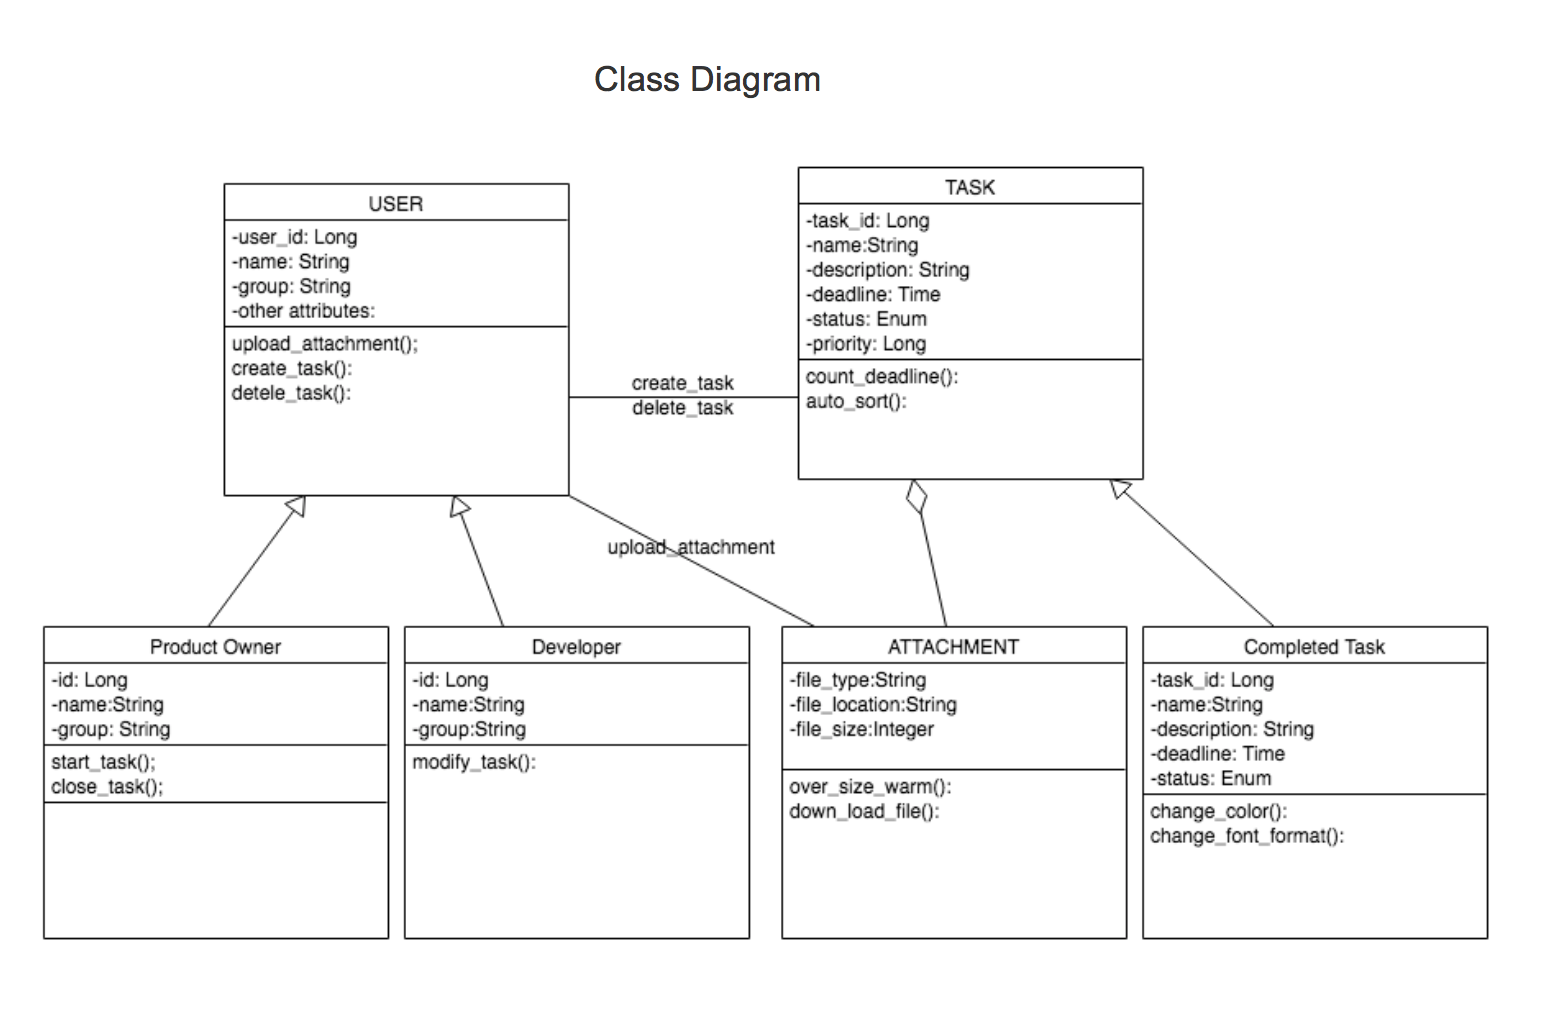 Class Diagram
USER
-user_id: Long
-name: String
-group: String
-other attributes:
upload_attachment();
create_task():
detele_task():
create_task
delete_task
TASK
-task_id: Long
-name:String
-description: String
-deadline: Time
-status: Enum
-priority: Long
count_deadline():
auto_sort():
upload_attachment
Product Owner
-id: Long
-name:String
-group: String
start_task();
close_task();
Developer
-id: Long
-name:String
-group:String
modify_task():
ATTACHMENT
-file_type:String
-file_location:String
-file_size:Integer
over_size_warm():
down_load_file():
Completed Task
-task_id: Long
-name:String
-description: String
-deadline: Time
-status: Enum
change_color():
change_font_format():